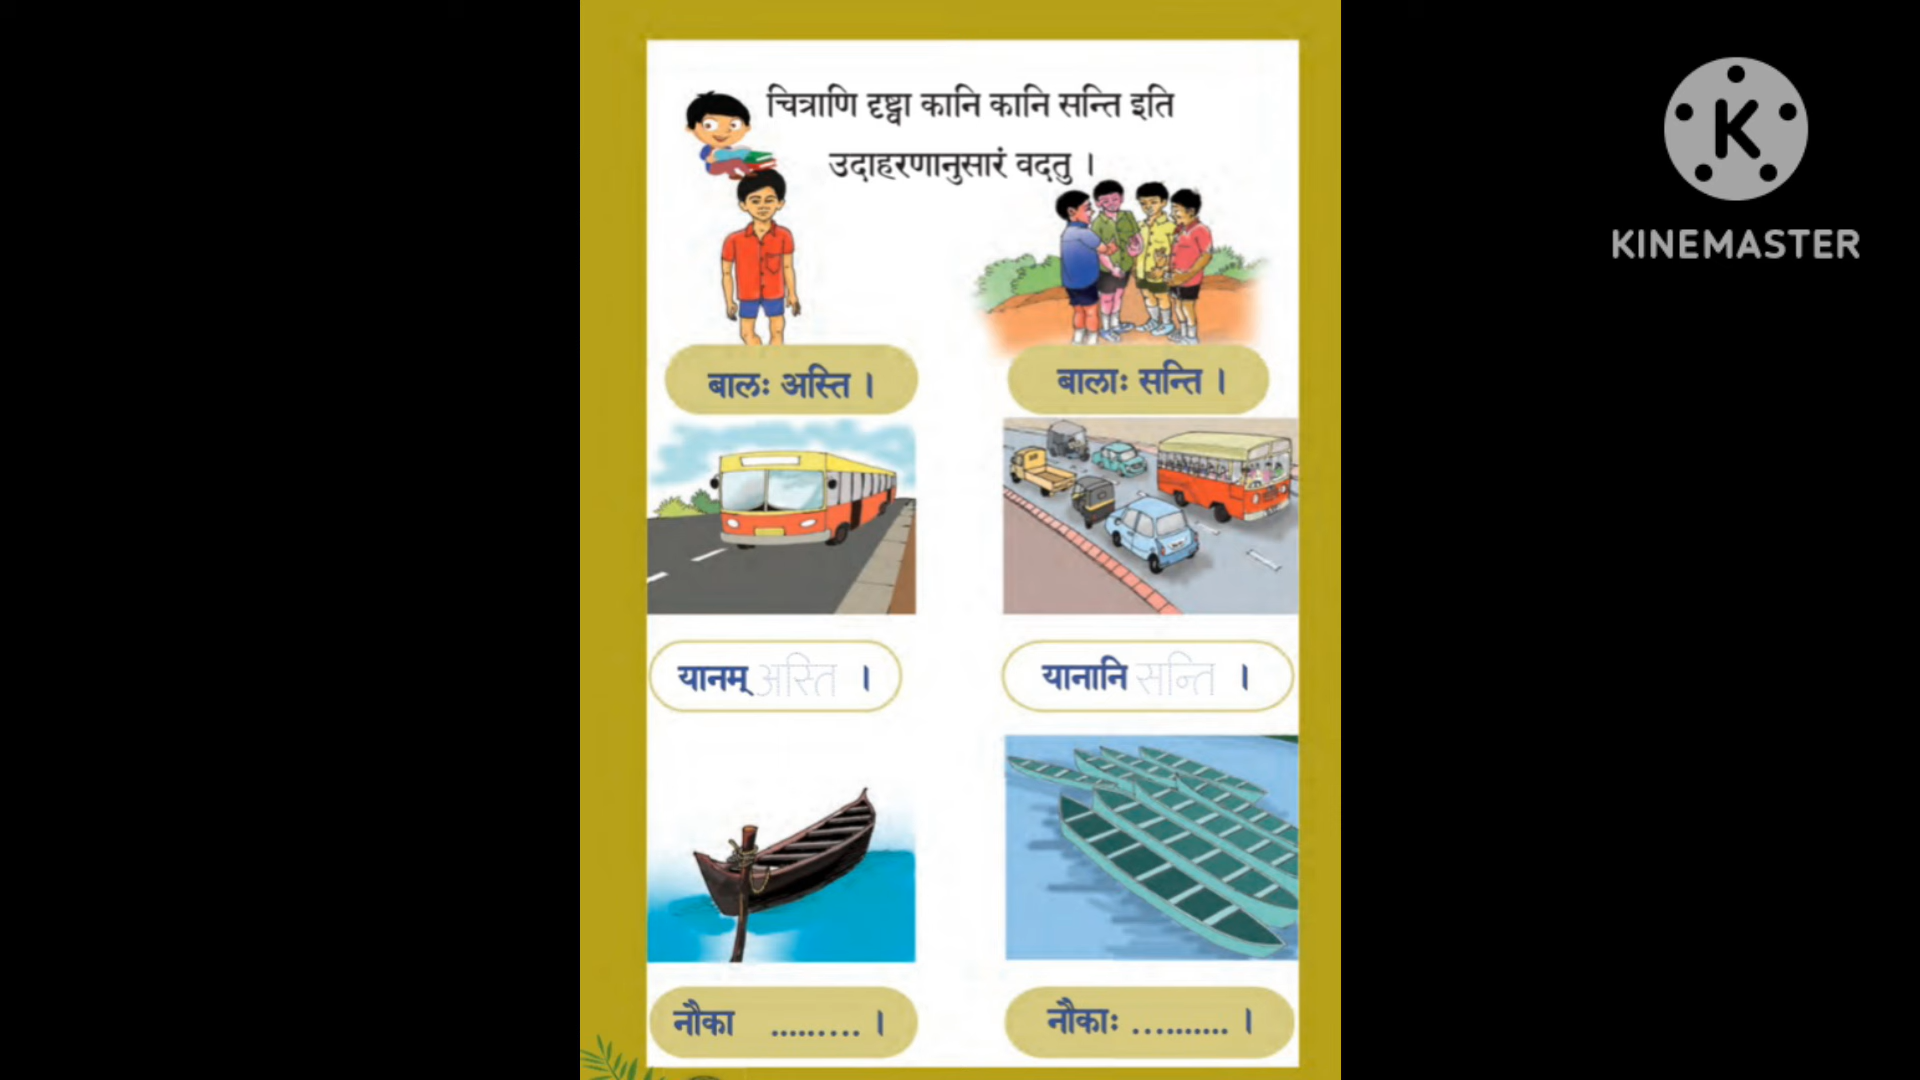 चित्राणि दृष्ट्वा कानि कानि सन्ति इति
उदाहरणानुसारं वदतु ।
बालः अस्ति ।
बालाः सन्ति ।
यानम् अस्ति ।
यानानि सन्ति ।
नौका ......... ।
नौकाः .......... ।
K
KINEMASTER